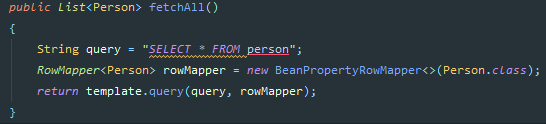 public List<Person> fetchAll()
{
String query = "SELECT * FROM person";
RowMapper<Person> rowMapper = new BeanPropertyRowMapper<>(Person.class);
return template.query(query, rowMapper);
}